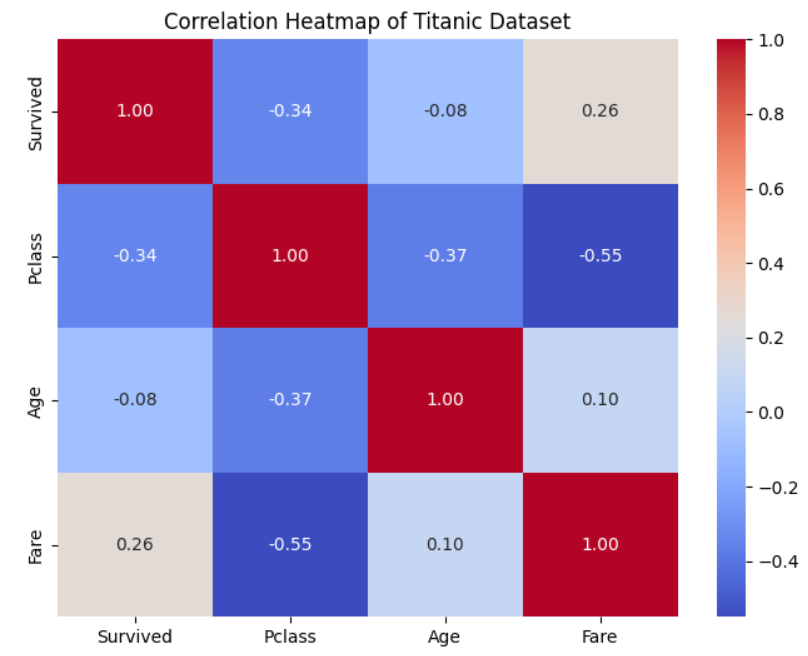 Correlation Heatmap of Titanic Dataset
Survived
1.00
-0.34
-0.08
0.26
Pclass
-0.34
1.00
-0.37
-0.55
Age
-0.08
-0.37
1.00
0.10
Fare
0.26
-0.55
0.10
1.00
Survived
Pclass
Age
Fare
1.0
0.8
0.6
0.4
0.2
0.0
−0.2
−0.4